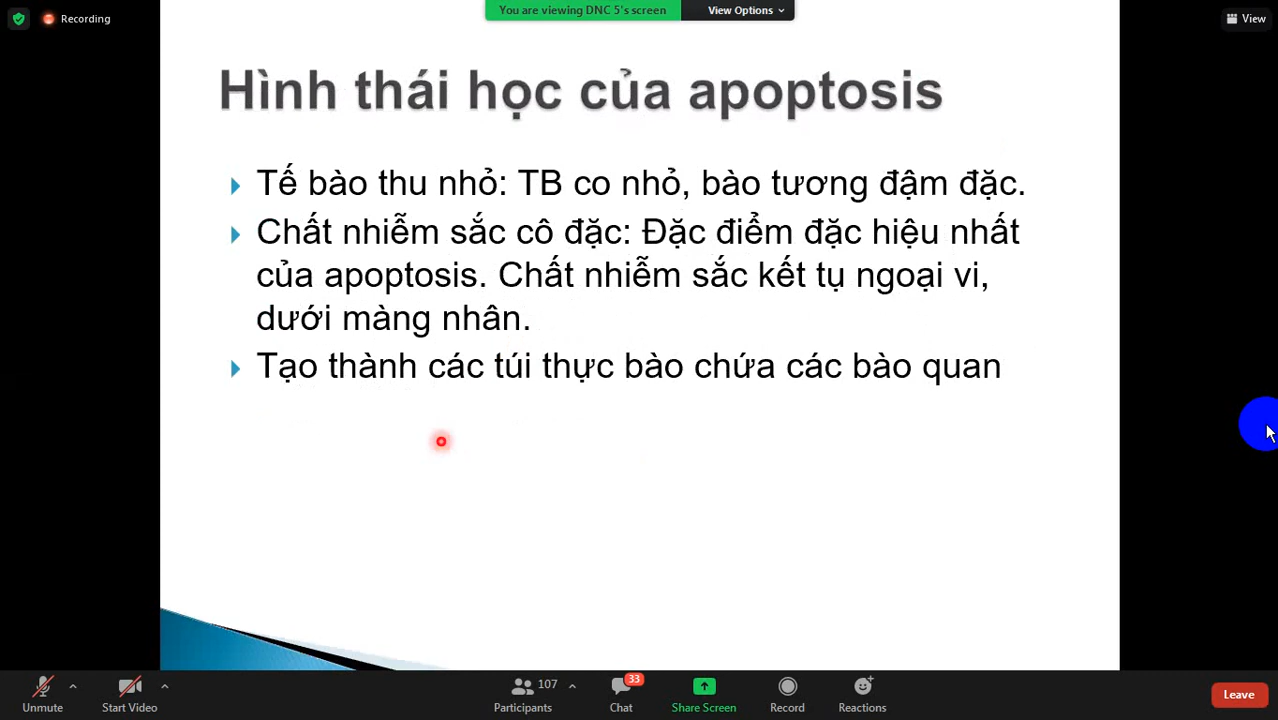 Recording
You are viewing DNC 5's screen
View Options
View
Hình thái học của apoptosis
Tế bào thu nhỏ: TB co nhỏ, bào tương đậm đặc.
Chất nhiễm sắc cô đặc: Đặc điểm đặc hiệu nhất
của apoptosis. Chất nhiễm sắc kết tụ ngoại vi,
dưới màng nhân.
Tạo thành các túi thực bào chứa các bào quan
Unmute
Start Video
107
Participants
33
Chat
Share Screen
Record
Reactions
Leave